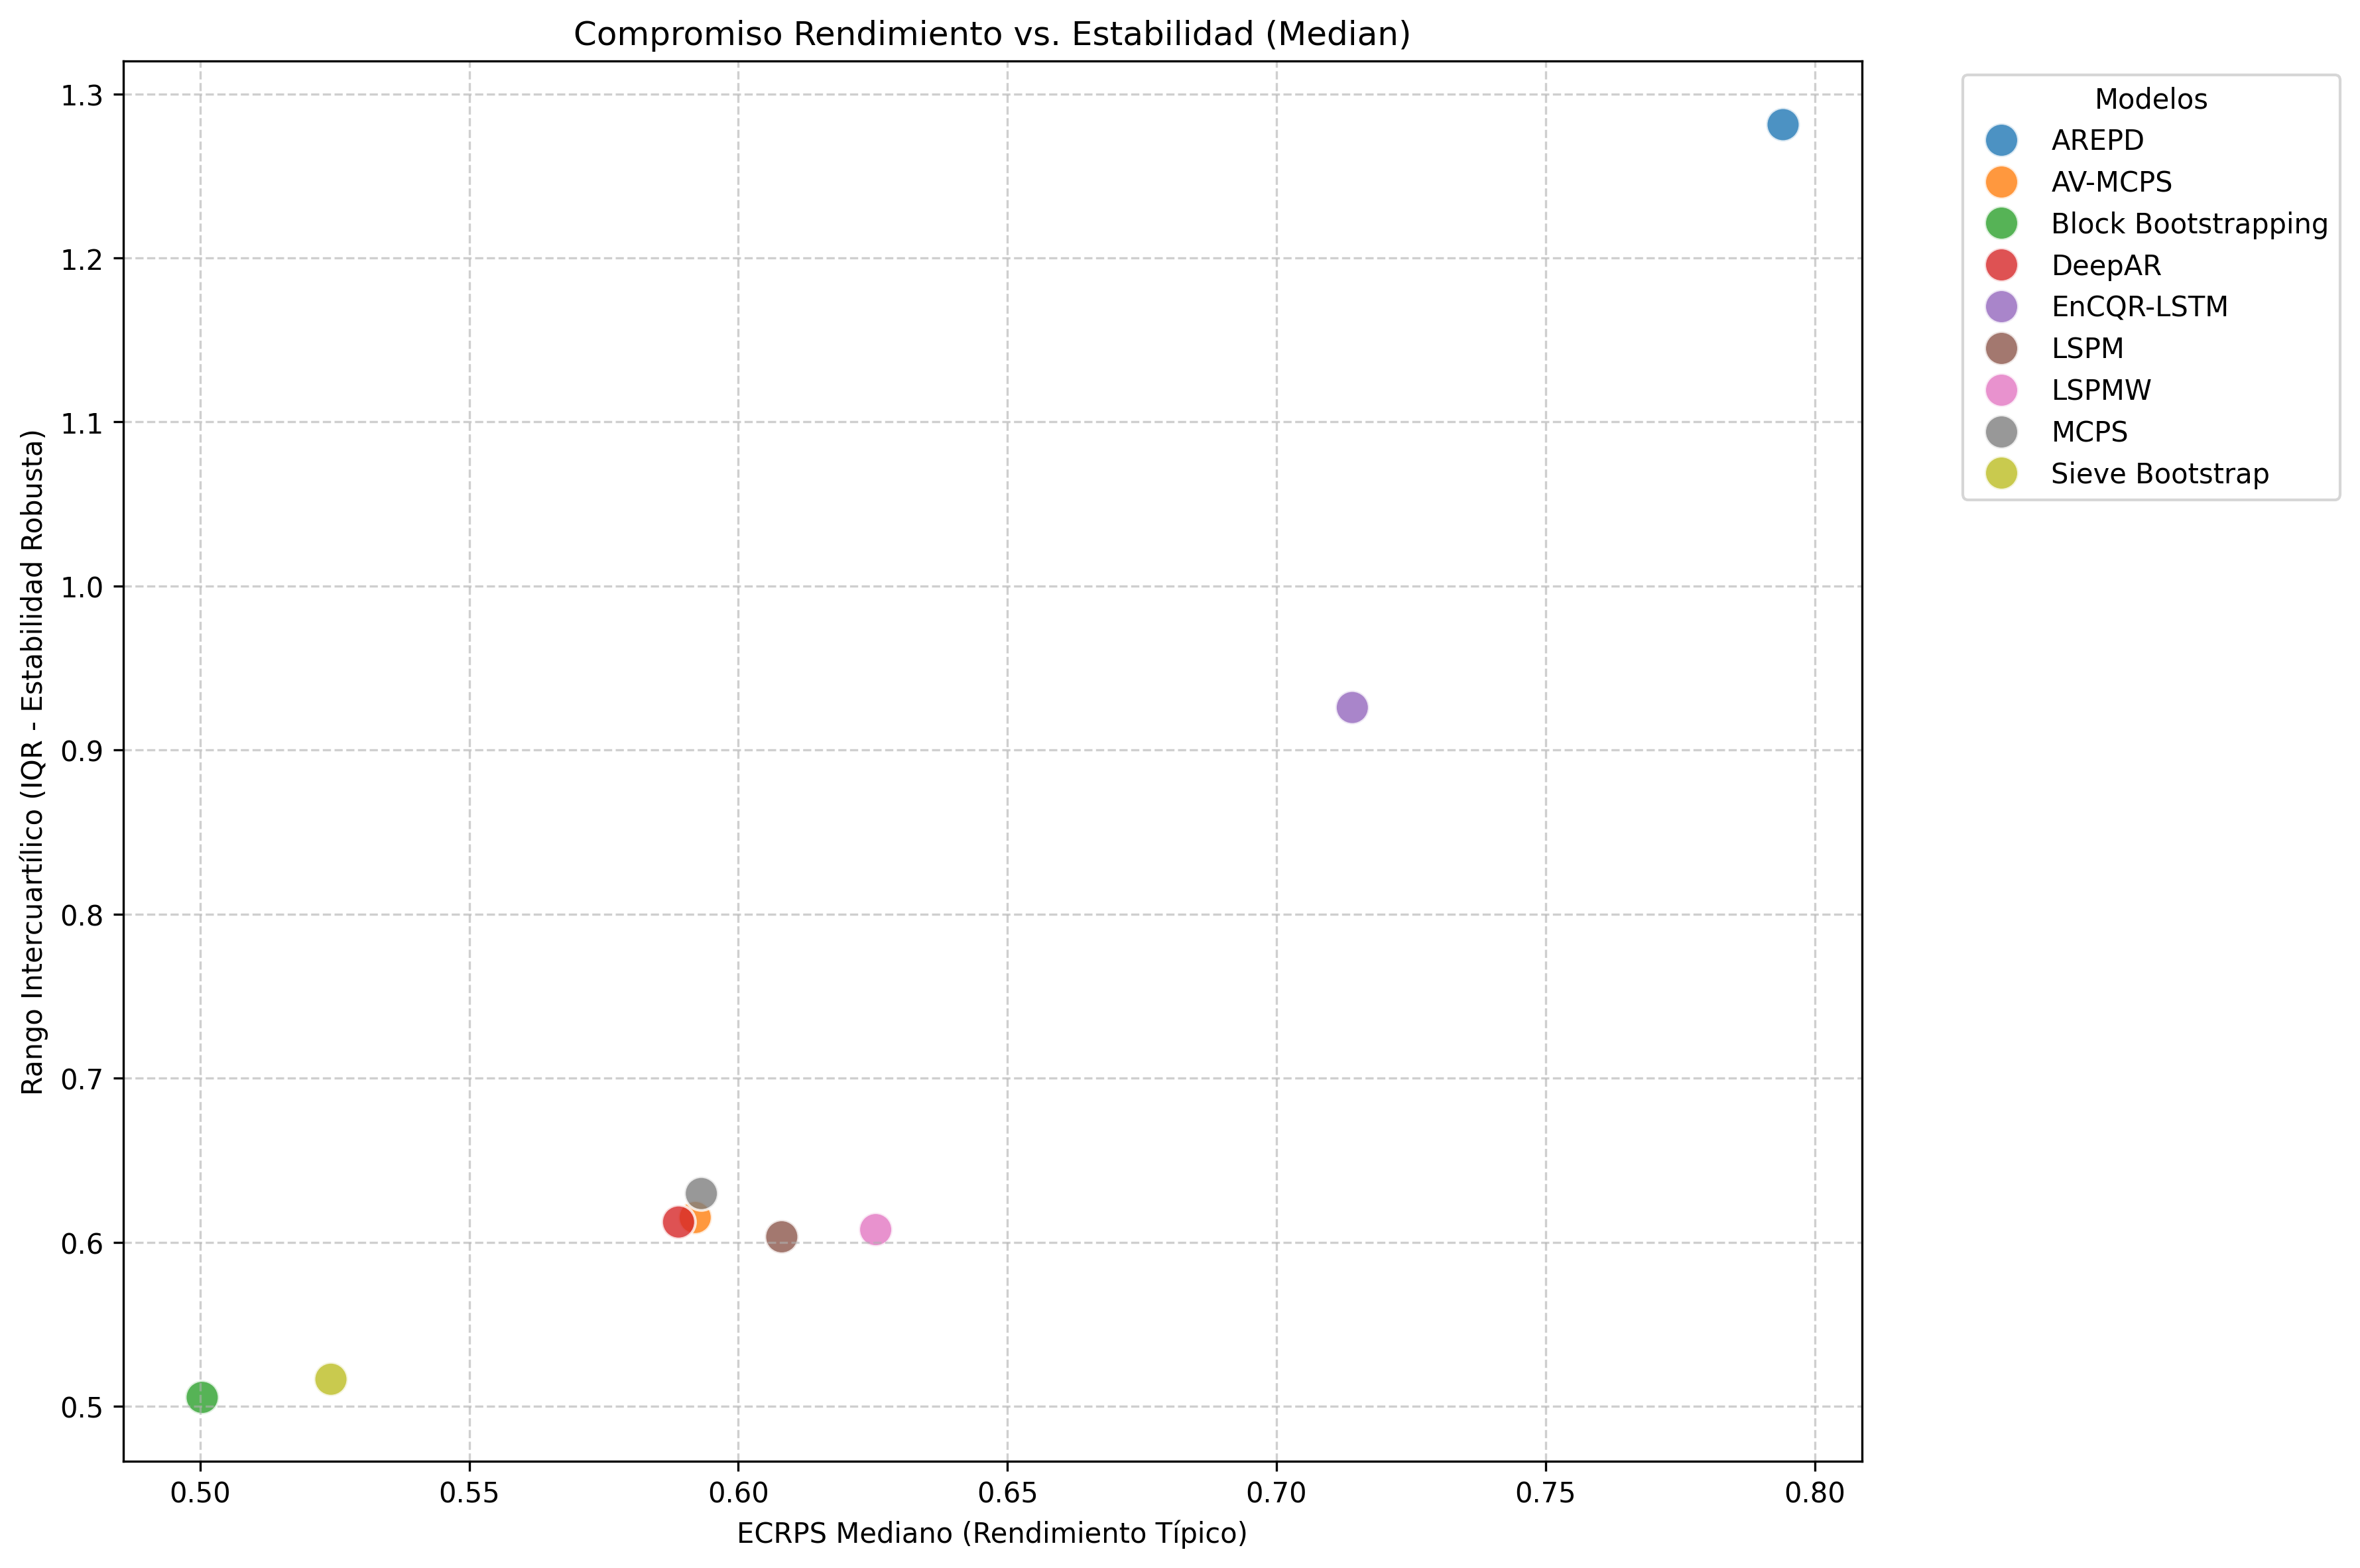 Compromiso Rendimiento vs. Estabilidad (Median)
Rango Intercuartílico (IQR - Estabilidad Robusta)
1.3
1.2
1.1
1.0
0.9
0.8
0.7
0.6
0.5
0.50 0.55 0.60 0.65 0.70 0.75 0.80
ECRPS Mediano (Rendimiento Típico)
Modelos
AREPD
AV-MCPS
Block Bootstrapping
DeepAR
EnCQR-LSTM
LSPM
LSPMW
MCPS
Sieve Bootstrap